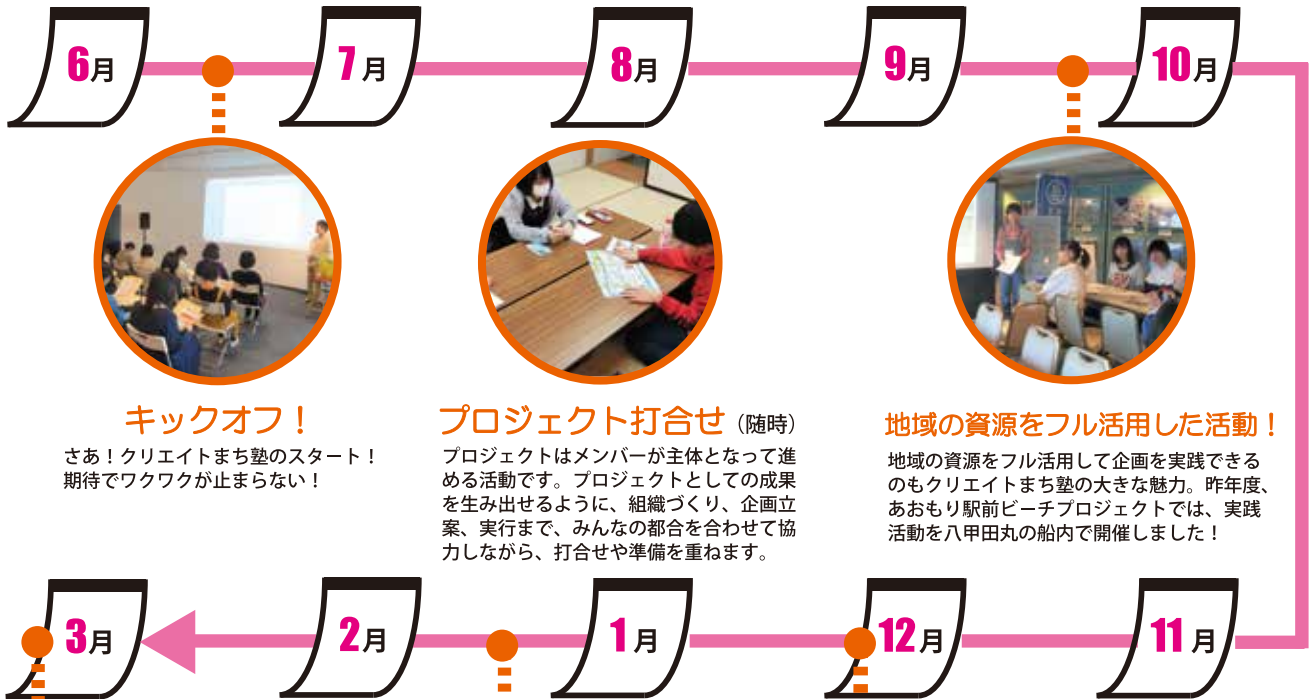 6月
7月
8月
9月
10月
キックオフ！
さあ！クリエイトまち塾のスタート！
期待でワクワクが止まらない！
プロジェクト打合せ（随時）
プロジェクトはメンバーが主体となって進
める活動です。プロジェクトとしての成果
を生み出せるように、組織づくり、企画立
案、実行まで、みんなの都合を合わせて協
力しながら、打合せや準備を重ねます。
地域の資源をフル活用した活動！
地域の資源をフル活用して企画を実践できる
のもクリエイトまち塾の大きな魅力。昨年度、
あおもり駅前ビーチプロジェクトでは、実践
活動を八甲田丸の船内で開催しました！
3月
2月
1月
12月
11月